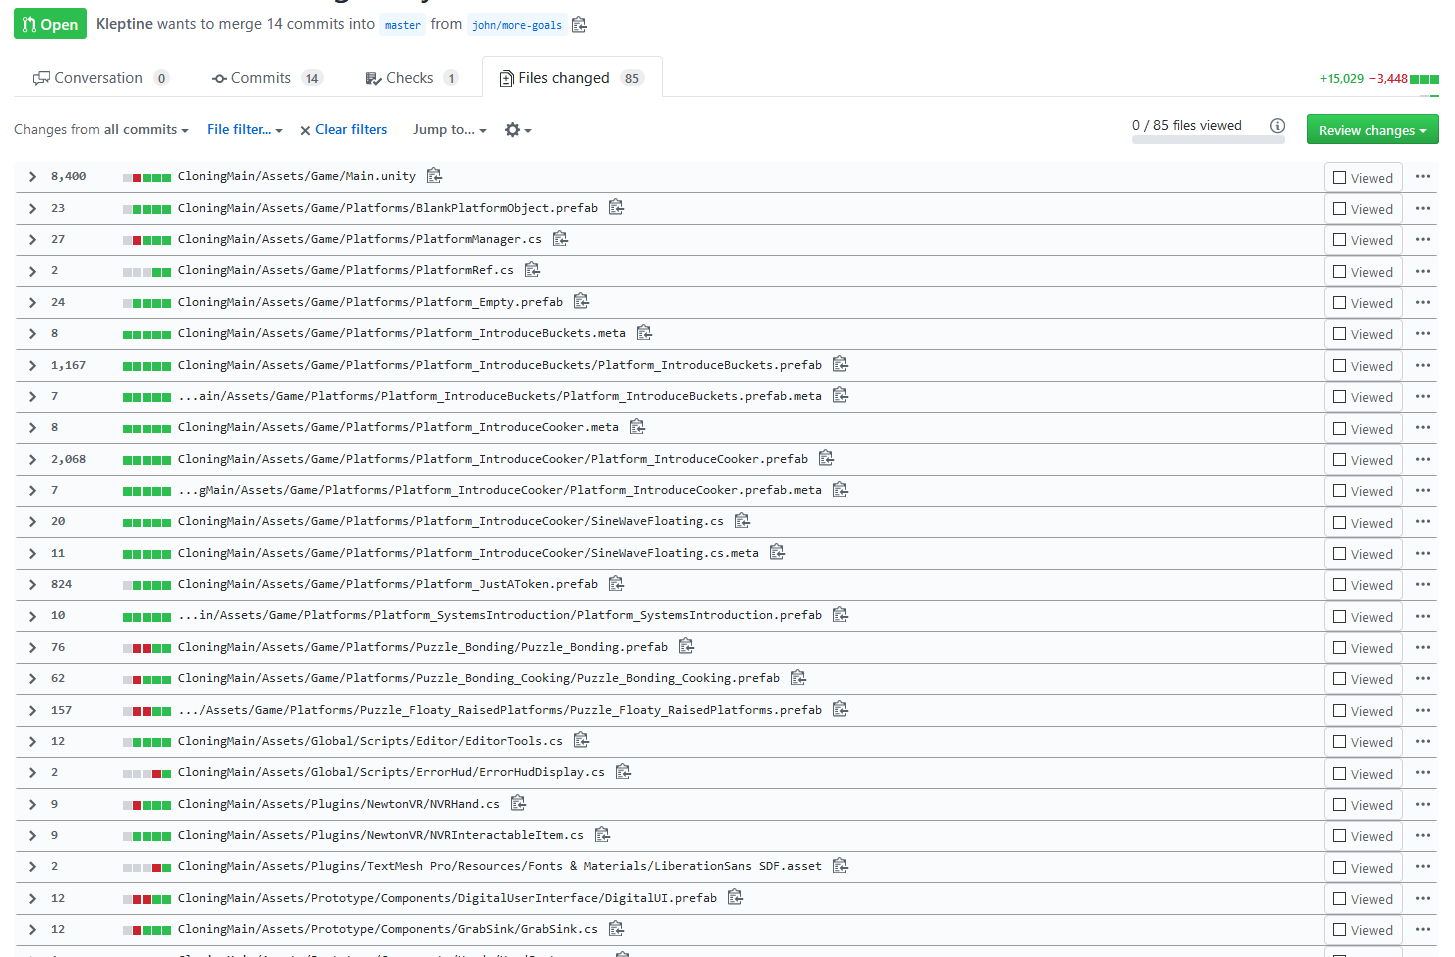 Open Kleptine wants to merge 14 commits into master from john/more-goals
Conversation 0 Commits 14 Checks 1 Files changed 85 +15,029 −3,448
Changes from all commits File filter... Clear filters Jump to... 0 / 85 files viewed Review changes
8,400 CloningMain/Assets/Game/Main.unity Viewed
23 CloningMain/Assets/Game/Platforms/BlankPlatformObject.prefab Viewed
27 CloningMain/Assets/Game/Platforms/PlatformManager.cs Viewed
2 CloningMain/Assets/Game/Platforms/PlatformRef.cs Viewed
24 CloningMain/Assets/Game/Platforms/Platform_Empty.prefab Viewed
8 CloningMain/Assets/Game/Platforms/Platform_IntroduceBuckets.meta Viewed
1,167 CloningMain/Assets/Game/Platforms/Platform_IntroduceBuckets/Platform_IntroduceBuckets.prefab Viewed
7 ...ain/Assets/Game/Platforms/Platform_IntroduceBuckets/Platform_IntroduceBuckets.prefab.meta Viewed
8 CloningMain/Assets/Game/Platforms/Platform_IntroduceCooker.meta Viewed
2,068 CloningMain/Assets/Game/Platforms/Platform_IntroduceCooker/Platform_IntroduceCooker.prefab Viewed
7 ...gMain/Assets/Game/Platforms/Platform_IntroduceCooker/Platform_IntroduceCooker.prefab.meta Viewed
20 CloningMain/Assets/Game/Platforms/Platform_IntroduceCooker/SineWaveFloating.cs Viewed
11 CloningMain/Assets/Game/Platforms/Platform_IntroduceCooker/SineWaveFloating.cs.meta Viewed
824 CloningMain/Assets/Game/Platforms/Platform_JustAToken.prefab Viewed
10 ...in/Assets/Game/Platforms/Platform_SystemsIntroduction/Platform_SystemsIntroduction.prefab Viewed
76 CloningMain/Assets/Game/Platforms/Puzzle_Bonding/Puzzle_Bonding.prefab Viewed
62 CloningMain/Assets/Game/Platforms/Puzzle_Bonding_Cooking/Puzzle_Bonding_Cooking.prefab Viewed
157 .../Assets/Game/Platforms/Puzzle_Floaty_RaisedPlatforms/Puzzle_Floaty_RaisedPlatforms.prefab Viewed
12 CloningMain/Assets/Global/Scripts/Editor/EditorTools.cs Viewed
2 CloningMain/Assets/Global/Scripts/ErrorHud/ErrorHudDisplay.cs Viewed
9 CloningMain/Assets/Plugins/NewtonVR/NVRHand.cs Viewed
9 CloningMain/Assets/Plugins/NewtonVR/NVRInteractableItem.cs Viewed
2 CloningMain/Assets/Plugins/TextMesh Pro/Resources/Fonts & Materials/LiberationSans SDF.asset Viewed
12 CloningMain/Assets/Prototype/Components/DigitalUserInterface/DigitalUI.prefab Viewed
12 CloningMain/Assets/Prototype/Components/GrabSink/GrabSink.cs Viewed